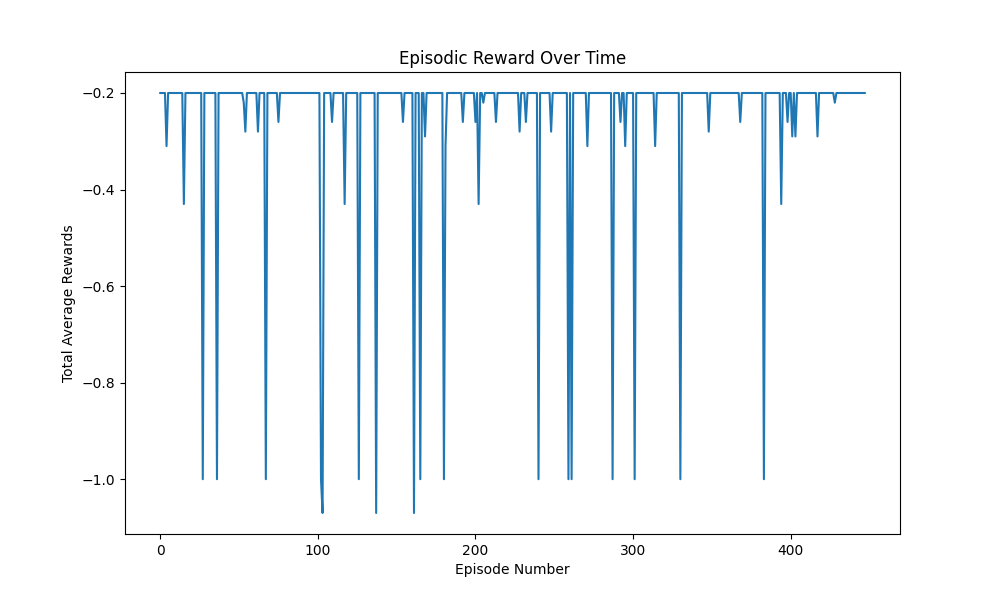 Episodic Reward Over Time
Total Average Rewards
−0.2
−0.4
−0.6
−0.8
−1.0
0 100 200 300 400
Episode Number